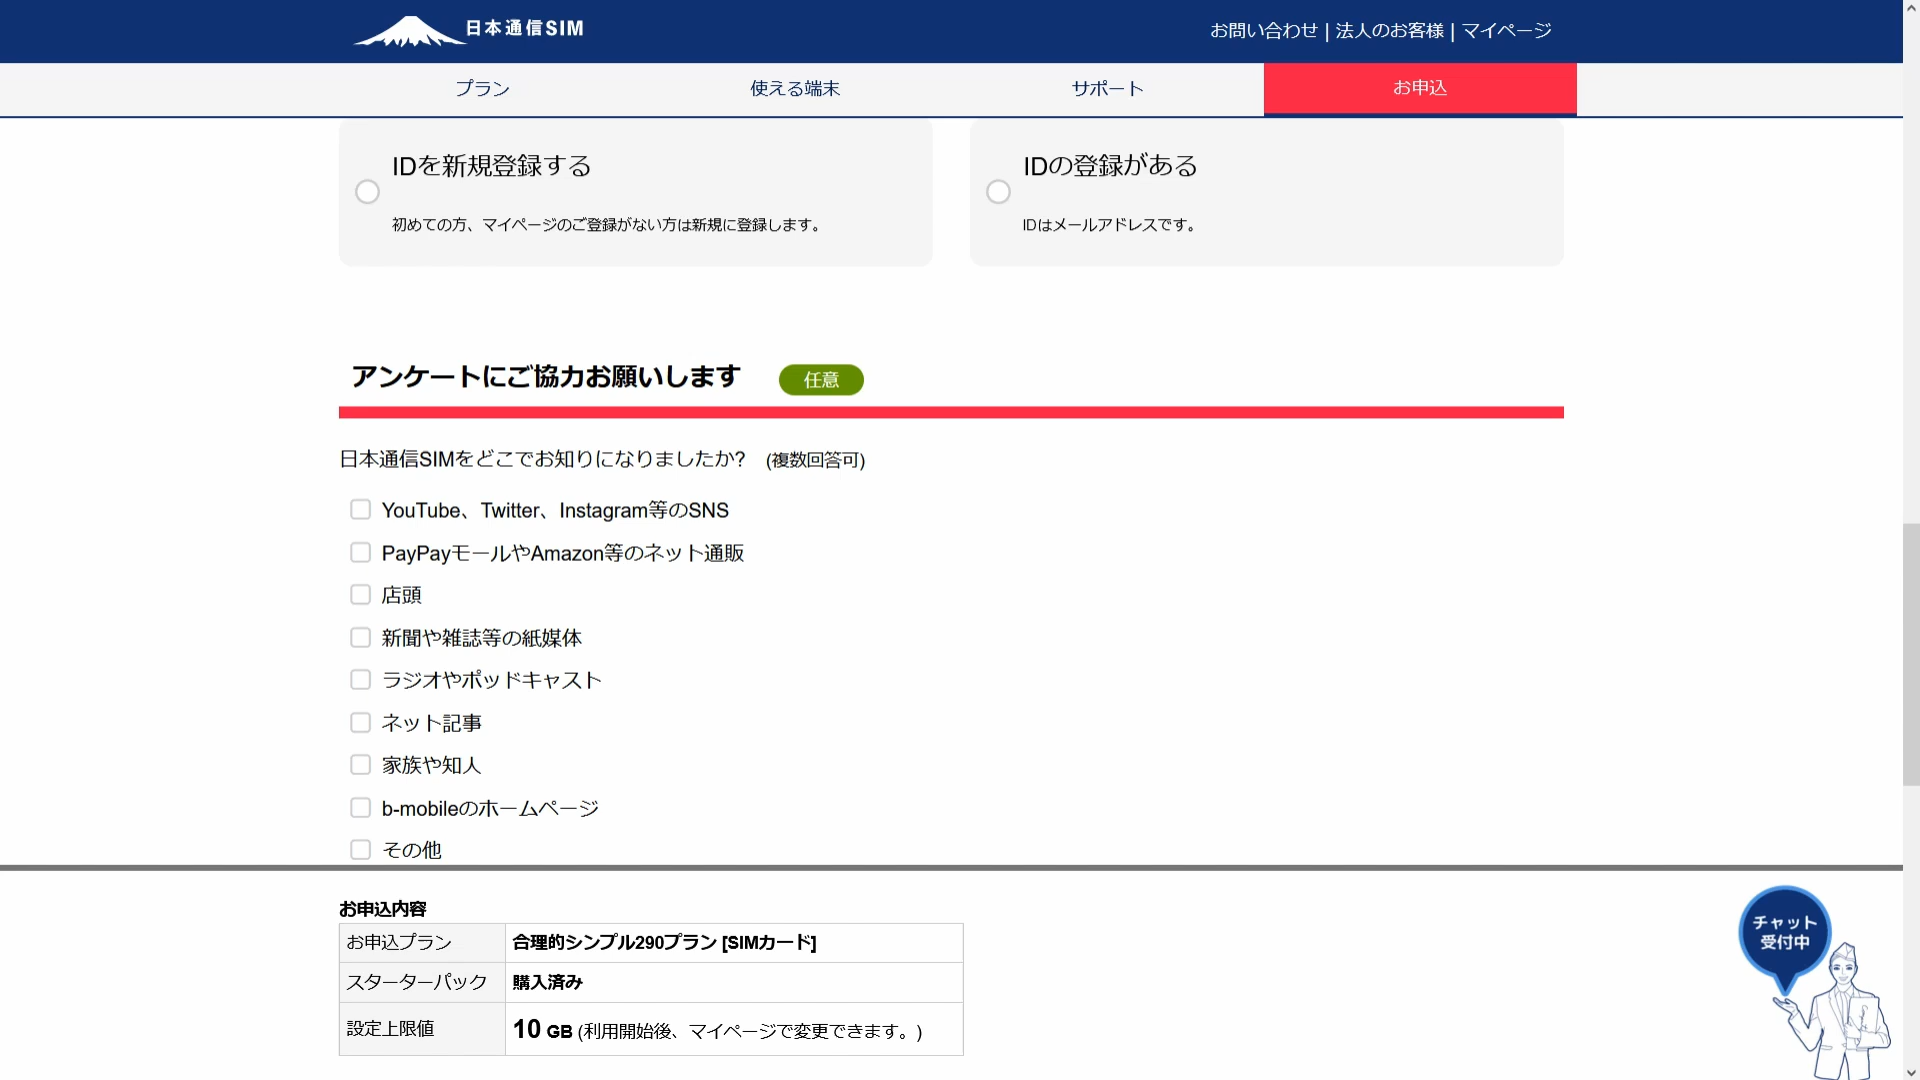 日本通信SIM
お問い合わせ | 法人のお客様 | マイページ
プラン
使える端末
サポート
お申込
IDを新規登録する
初めての方、マイページのご登録がない方は新規に登録します。
IDの登録がある
IDはメールアドレスです。
アンケートにご協力お願いします 任意
日本通信SIMをどこでお知りになりましたか? (複数回答可)
YouTube、Twitter、Instagram等のSNS
PayPayモールやAmazon等のネット通販
店頭
新聞や雑誌等の紙媒体
ラジオやポッドキャスト
ネット記事
家族や知人
b-mobileのホームページ
その他
お申込内容
お申込プラン 合理的シンプル290プラン [SIMカード]
スターターパック 購入済み
設定上限値 10 GB (利用開始後、マイページで変更できます。)
チャット
受付中